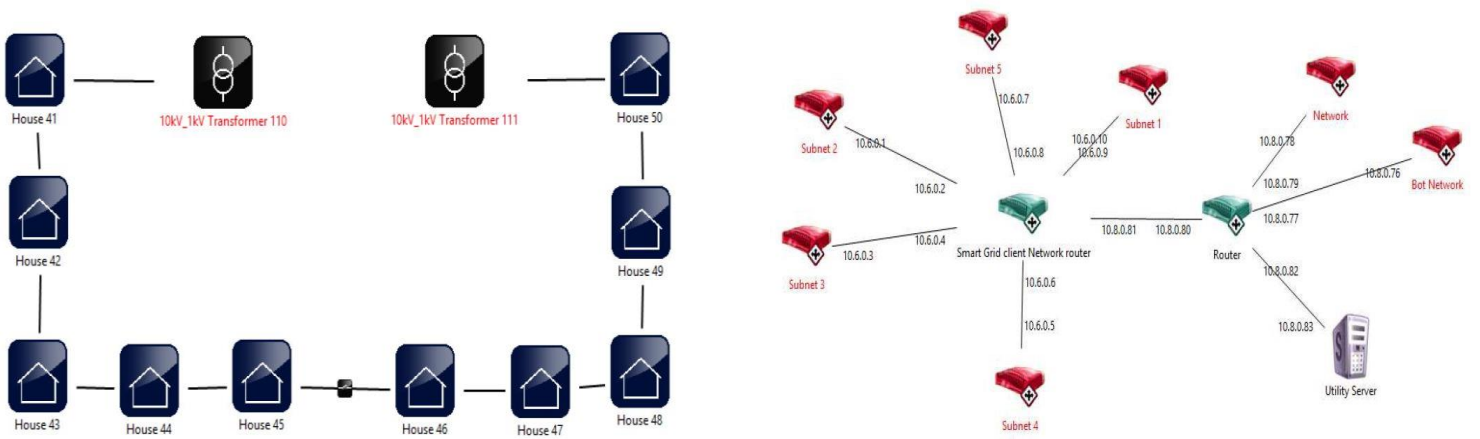 House 41
10kV_1kV Transformer 110
10kV_1kV Transformer 111
House 50
House 42
House 49
House 43
House 44
House 45
House 46
House 47
House 48
Subnet 5
10.6.0.7
10.6.0.8
Subnet 1
10.6.0.10
10.6.0.9
Network
10.8.0.78
10.8.0.79
Subnet 2
10.6.0.1
10.6.0.2
Bot Network
10.8.0.76
10.8.0.77
Subnet 3
10.6.0.3
10.6.0.4
Smart Grid client Network router
10.8.0.81
10.8.0.80
Router
10.6.0.6
10.6.0.5
Subnet 4
10.8.0.82
10.8.0.83
S
Utility Server